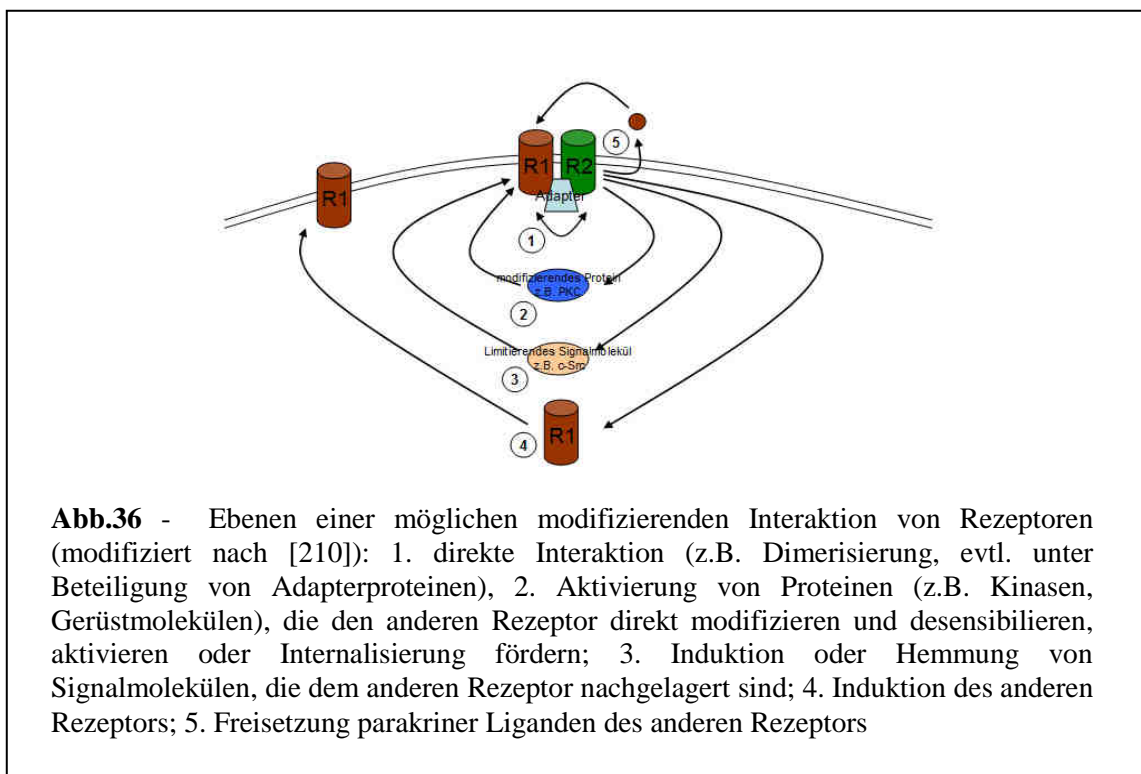 5
R1 R2
R1
Adapter
1
modifizierendes Protein
z.B. PKC
2
Limitierendes Signalmolekül
z.B. c-Src
3
R1
4
Abb.36 - Ebenen einer möglichen modifizierenden Interaktion von Rezeptoren
(modifiziert nach [210]): 1. direkte Interaktion (z.B. Dimerisierung, evtl. unter
Beteiligung von Adapterproteinen), 2. Aktivierung von Proteinen (z.B. Kinasen,
Gerüstmolekülen), die den anderen Rezeptor direkt modifizieren und desensibilieren,
aktivieren oder Internalisierung fördern; 3. Induktion oder Hemmung von
Signalmolekülen, die dem anderen Rezeptor nachgelagert sind; 4. Induktion des anderen
Rezeptors; 5. Freisetzung parakriner Liganden des anderen Rezeptors